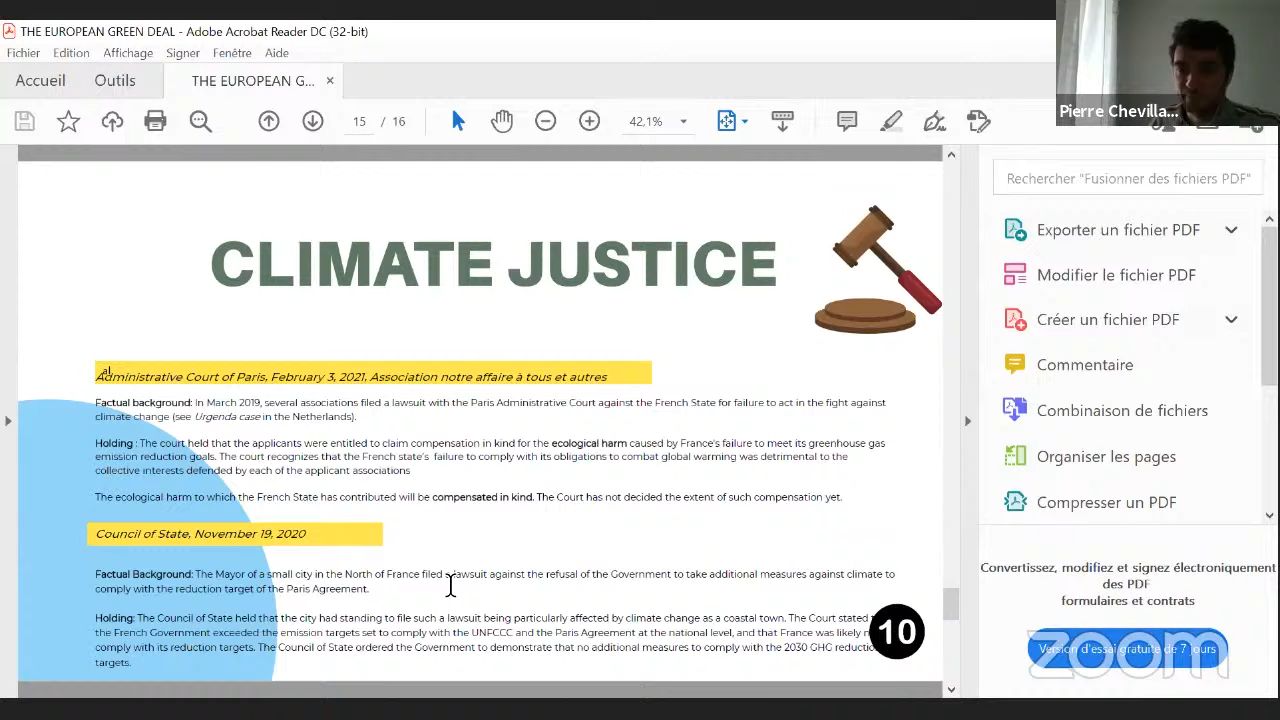 THE EUROPEAN GREEN DEAL - Adobe Acrobat Reader DC (32-bit)
Fichier Edition Affichage Signer Fenêtre Aide
Accueil Outils THE EUROPEAN G... ×
15 / 16 42,1%
Pierre Chevilla...
Rechercher "Fusionner des fichiers PDF"
Exporter un fichier PDF
Modifier le fichier PDF
Créer un fichier PDF
Commentaire
Combinaison de fichiers
Organiser les pages
Compresser un PDF
Convertissez, modifiez et signez électroniquement
des PDF
formulaires et contrats
Version d'essai gratuite de 7 jours
zoom
CLIMATE JUSTICE
al
Administrative Court of Paris, February 3, 2021, Association notre affaire à tous et autres
Factual background: In March 2019, several associations filed a lawsuit with the Paris Administrative Court against the French State for failure to act in the fight against
climate change (see Urgenda case in the Netherlands).
Holding : The court held that the applicants were entitled to claim compensation in kind for the ecological harm caused by France's failure to meet its greenhouse gas
emission reduction goals. The court recognizes that the French state's failure to comply with its obligations to combat global warming was detrimental to the
collective interests defended by each of the applicant associations
The ecological harm to which the French State has contributed will be compensated in kind. The Court has not decided the extent of such compensation yet.
Council of State, November 19, 2020
Factual Background: The Mayor of a small city in the North of France filed lawsuit against the refusal of the Government to take additional measures against climate to
comply with the reduction target of the Paris Agreement.
Holding: The Council of State held that the city had standing to file such a lawsuit being particularly affected by climate change as a coastal town. The Court stated
the French Government exceeded the emission targets set to comply with the UNFCCC and the Paris Agreement at the national level, and that France was likely
comply with its reduction targets. The Council of State ordered the Government to demonstrate that no additional measures to comply with the 2030 GHC
targets.
10